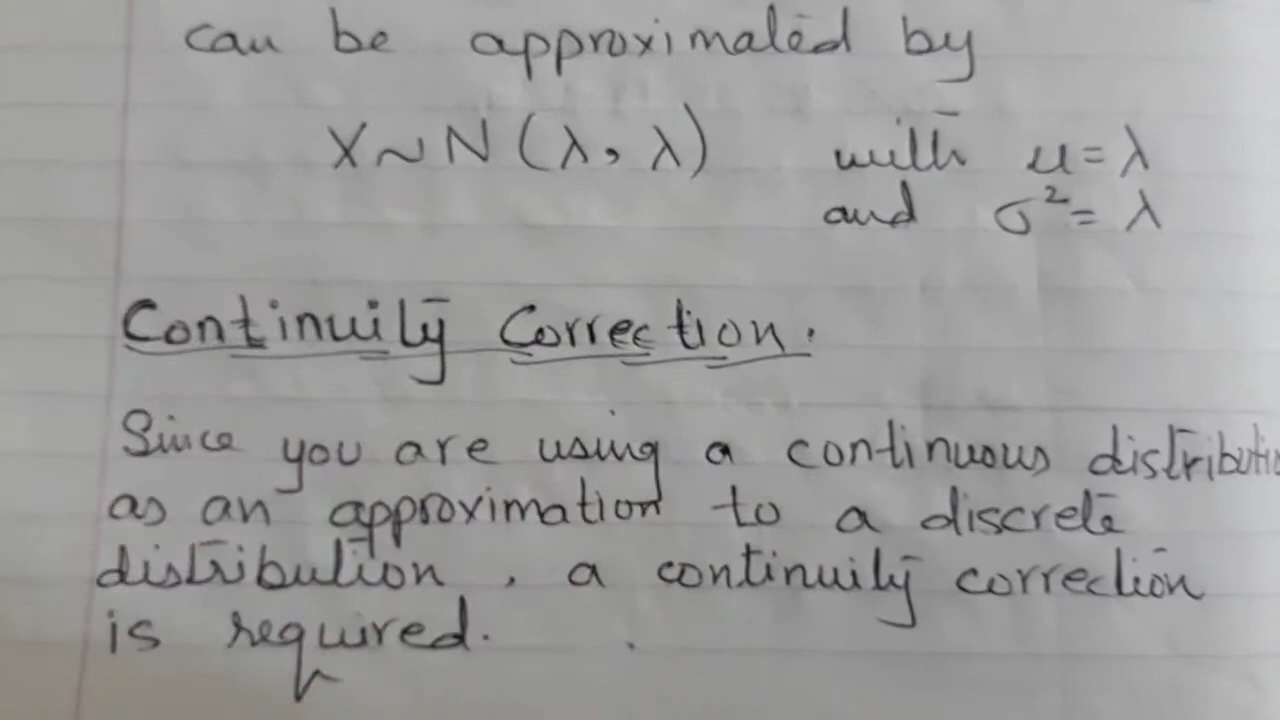 can be approximated by
X~N(λ, λ) with μ=λ
and σ²=λ
Continuity Correction.
Since you are using a continuous
as an approximation to a discrete
distribution, a continuity correction
is required.